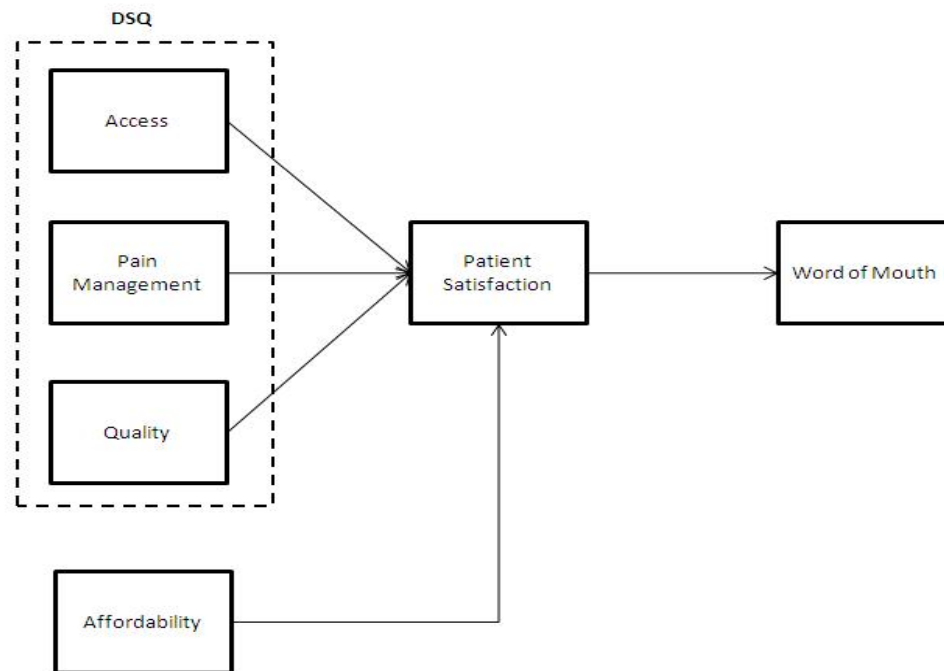 DSQ
Access
Pain
Management
Quality
Affordability
Patient
Satisfaction
Word of Mouth